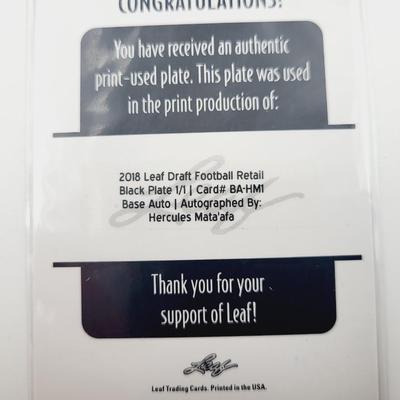 CONGRATULATIONS!
You have received an authentic
print-used plate. This plate was used
in the print production of:
2018 Leaf Draft Football Retail
Black Plate 1/1 | Card# BA-HM1
Base Auto | Autographed By:
Hercules Mata'afa
Thank you for your
support of Leaf!
Leaf
Leaf Trading Cards. Printed in the USA.